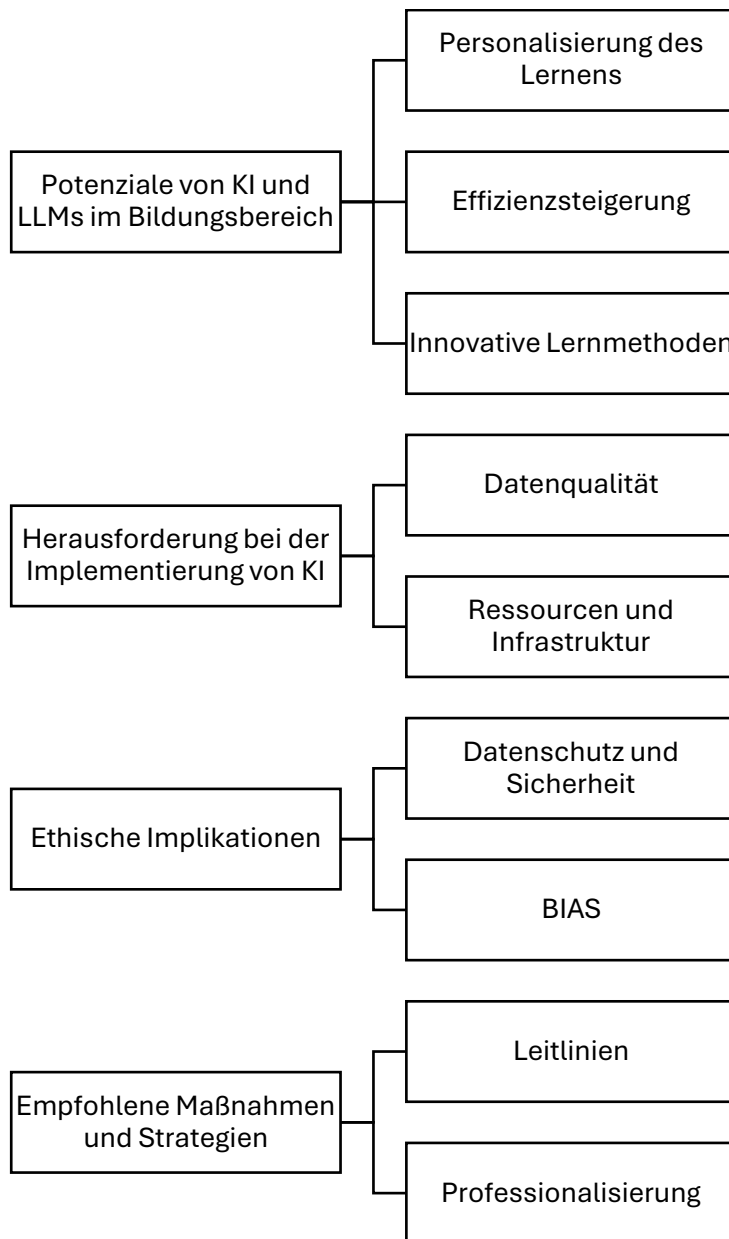 Potenziale von KI und
LLMs im Bildungsbereich
Personalisierung des
Lernens
Effizienzsteigerung
Innovative Lernmethoden
Herausforderung bei der
Implementierung von KI
Datenqualität
Ressourcen und
Infrastruktur
Ethische Implikationen
Datenschutz und
Sicherheit
BIAS
Empfohlene Maßnahmen
und Strategien
Leitlinien
Professionalisierung